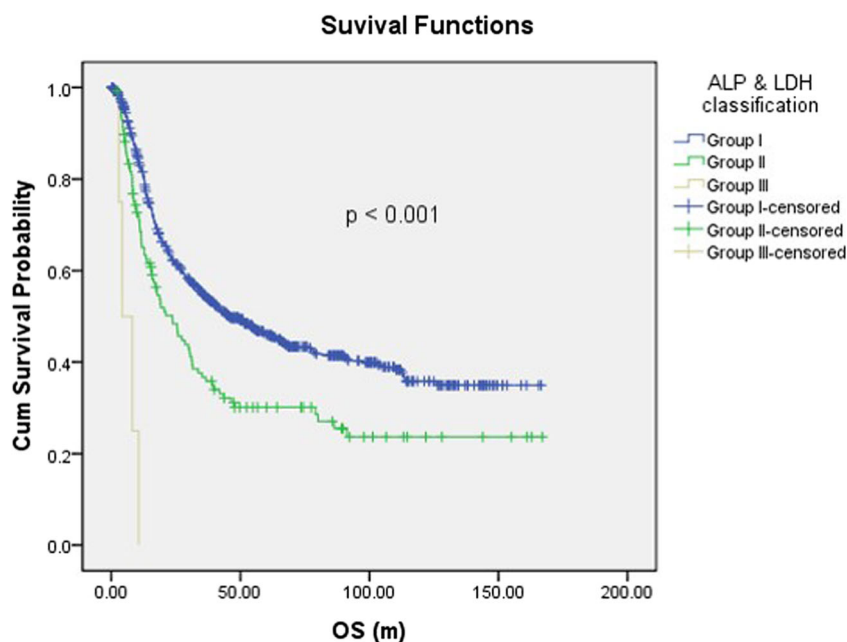 Suvival Functions
ALP & LDH
classification
Group I
Group II
Group III
Group I-censored
Group II-censored
Group III-censored
p < 0.001
Cum Survival Probability
1.0
0.8
0.6
0.4
0.2
0.0
0.00 50.00 100.00 150.00 200.00
OS (m)